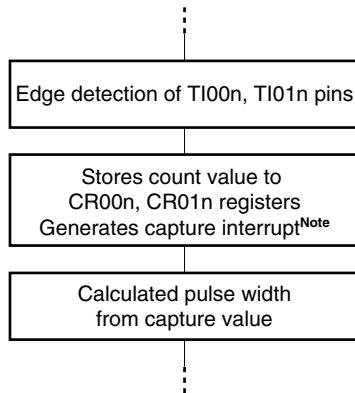 Edge detection of TI00n, TI01n pins
Stores count value to
CR00n, CR01n registers
Generates capture interruptNote
Calculated pulse width
from capture value